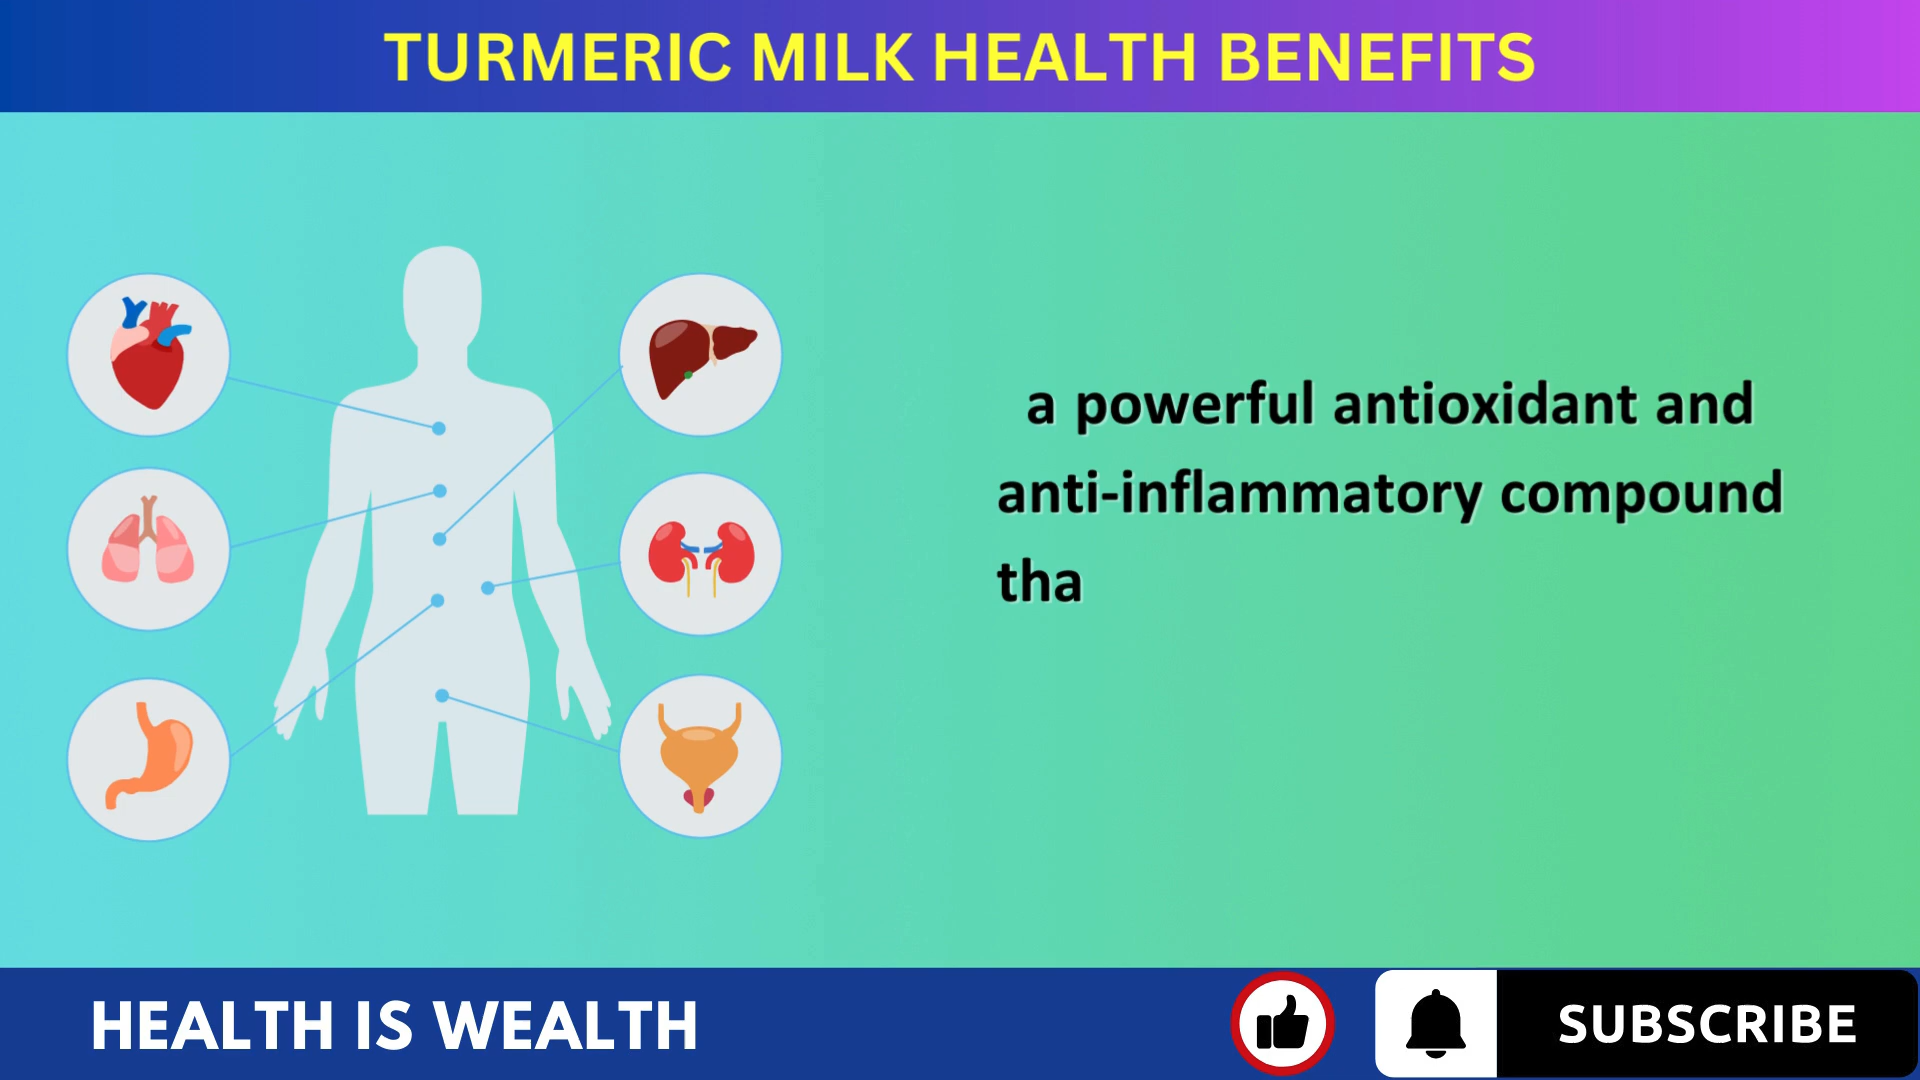 TURMERIC MILK HEALTH BENEFITS
a powerful antioxidant and
anti-inflammatory compound
tha
HEALTH IS WEALTH
SUBSCRIBE